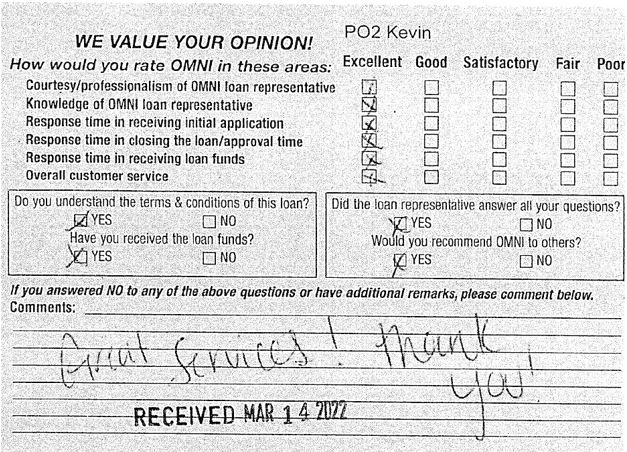 PO2 Kevin
WE VALUE YOUR OPINION!
How would you rate OMNI in these areas: Excellent Good Satisfactory Fair Poor
Courtesy/professionalism of OMNI loan representative
Knowledge of OMNI loan representative
Response time in receiving initial application
Response time in closing the loan/approval time
Response time in receiving loan funds
Overall customer service
Do you understand the terms & conditions of this loan?
YES NO
Have you received the loan funds?
YES NO
Did the loan representative answer all your questions?
YES NO
Would you recommend OMNI to others?
YES NO
If you answered NO to any of the above questions or have additional remarks, please comment below.
Comments:
Great Services! Thank
you!
RECEIVED MAR 14 2022